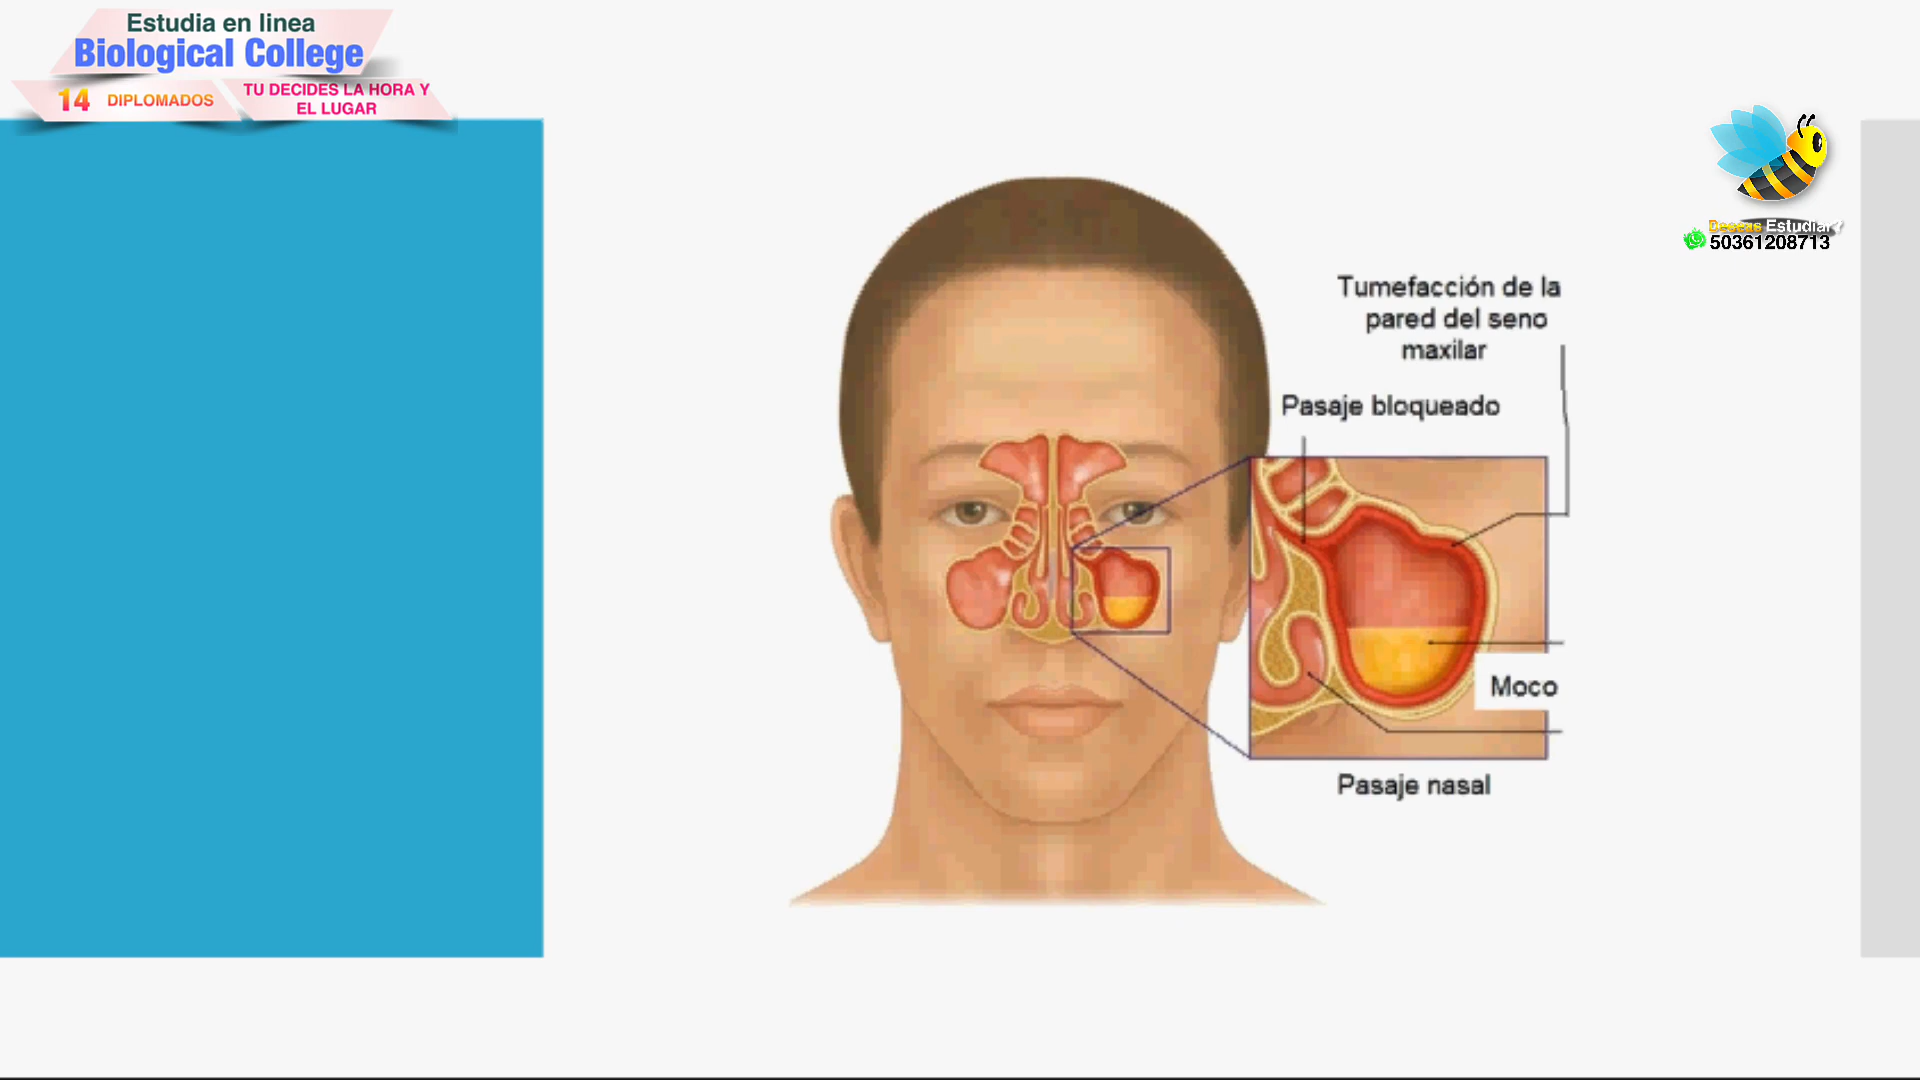 Estudia en linea
Biological College
14 DIPLOMADOS
TU DECIDES LA HORA Y
EL LUGAR
Deseas Estudiar?
50361208713
Tumefacción de la
pared del seno
maxilar
Pasaje bloqueado
Moco
Pasaje nasal